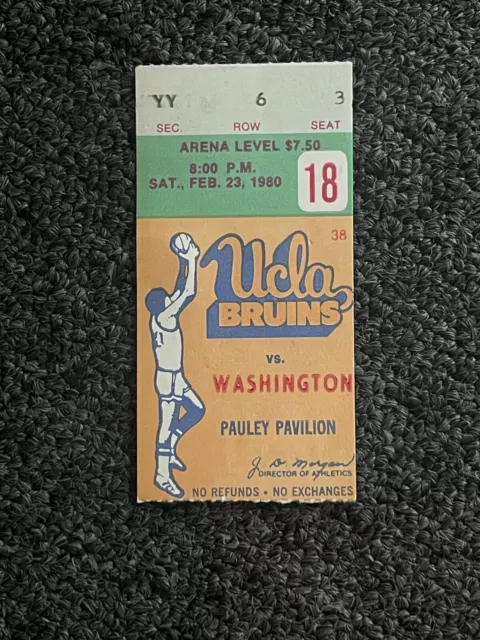 YY 6 3
SEC. ROW SEAT
ARENA LEVEL $7.50
8:00 P.M.
SAT., FEB. 23, 1980
18
38
Ucla
BRUINS
VS.
WASHINGTON
PAULEY PAVILION
J. D. Morgan
DIRECTOR OF ATHLETICS
NO REFUNDS • NO EXCHANGES